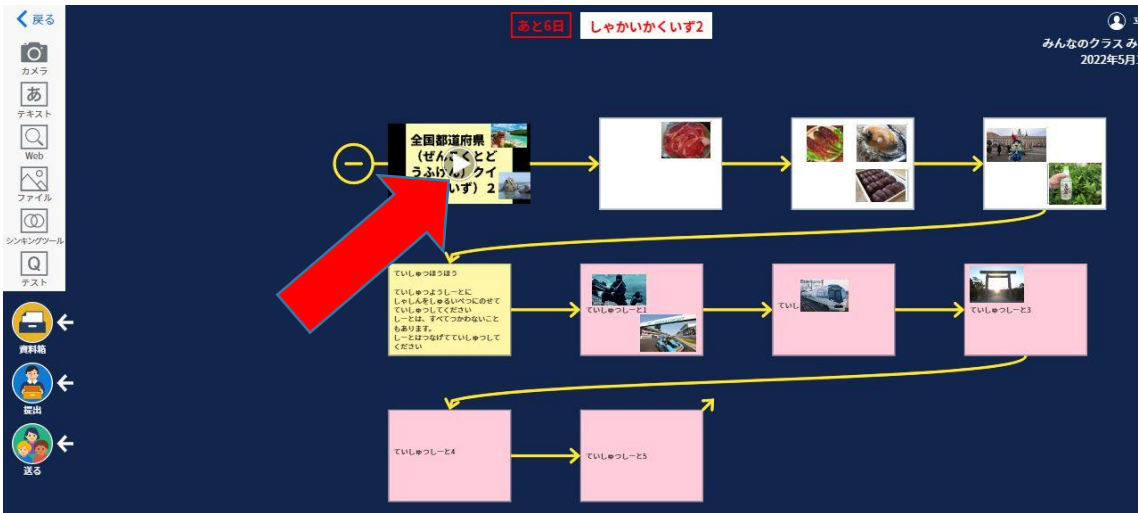 戻る
あと6日
しゃかいかくいず2
みんなのクラス み
2022年5月
カメラ
テキスト
Web
ファイル
シンキングツール
テスト
資料箱
提出
送る
全国都道府県
（ぜんこくとど
うふけん）クイ
いず）２
ていしゅつほうほう
ていしゅつようしーとに
しゃしんをしゅるいべつにのせて
ていしゅつしてください
しーとは、すべてつかわないこと
もあります。
しーとはつなげてていしゅつして
ください
ていしゅつしーと1
ていし
ていしゅつしーと3
ていしゅつしーと4
ていしゅつしーと5